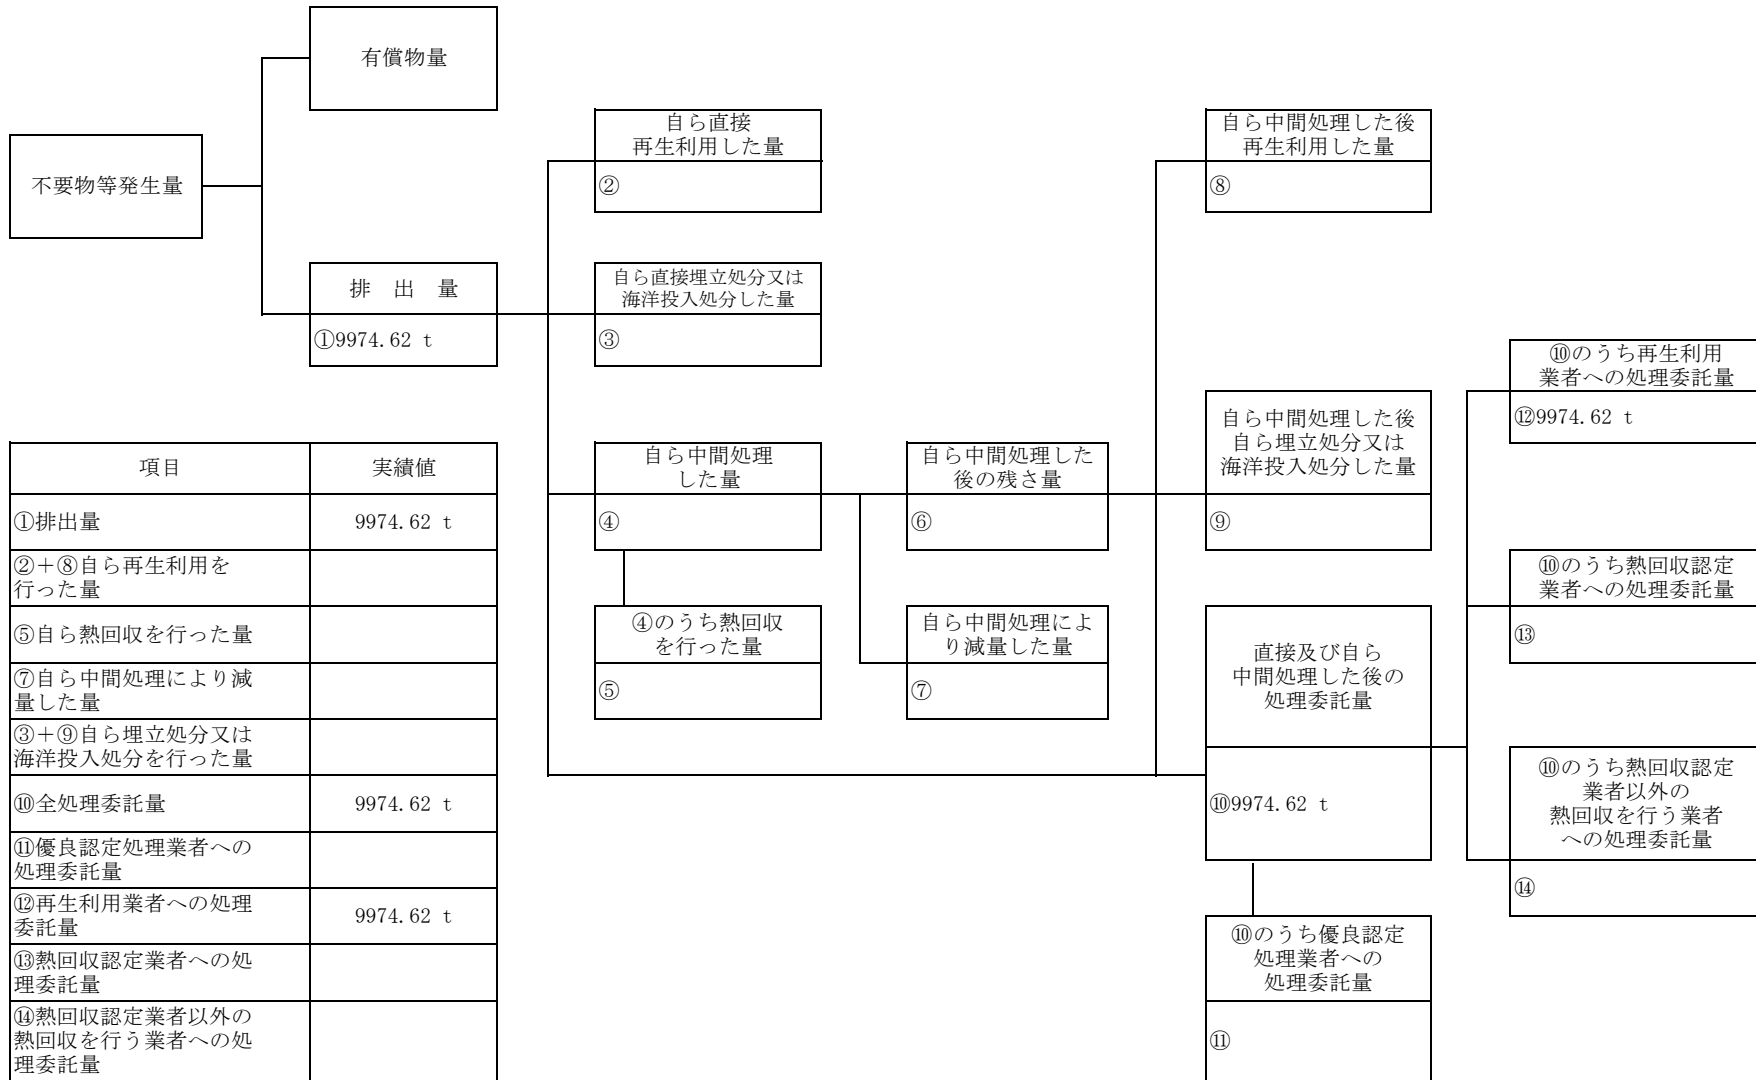 有償物量
不要物等発生量
排　出　量
①9974.62 t
自ら直接
再生利用した量
②
自ら直接埋立処分又は
海洋投入処分した量
③
自ら中間処理
した量
④
④のうち熱回収
を行った量
⑤
自ら中間処理した
後の残さ量
⑥
自ら中間処理によ
り減量した量
⑦
自ら中間処理した後
再生利用した量
⑧
自ら中間処理した後
自ら埋立処分又は
海洋投入処分した量
⑨
直接及び自ら
中間処理した後の
処理委託量
⑩9974.62 t
⑩のうち優良認定
処理業者への
処理委託量
⑪
⑩のうち再生利用
業者への処理委託量
⑫9974.62 t
⑩のうち熱回収認定
業者への処理委託量
⑬
⑩のうち熱回収認定
業者以外の
熱回収を行う業者
への処理委託量
⑭
項目 実績値
①排出量 9974.62 t
②＋⑧自ら再生利用を
行った量
⑤自ら熱回収を行った量
⑦自ら中間処理により減
量した量
③＋⑨自ら埋立処分又は
海洋投入処分を行った量
⑩全処理委託量 9974.62 t
⑪優良認定処理業者への
処理委託量
⑫再生利用業者への処理
委託量 9974.62 t
⑬熱回収認定業者への処
理委託量
⑭熱回収認定業者以外の
熱回収を行う業者への処
理委託量